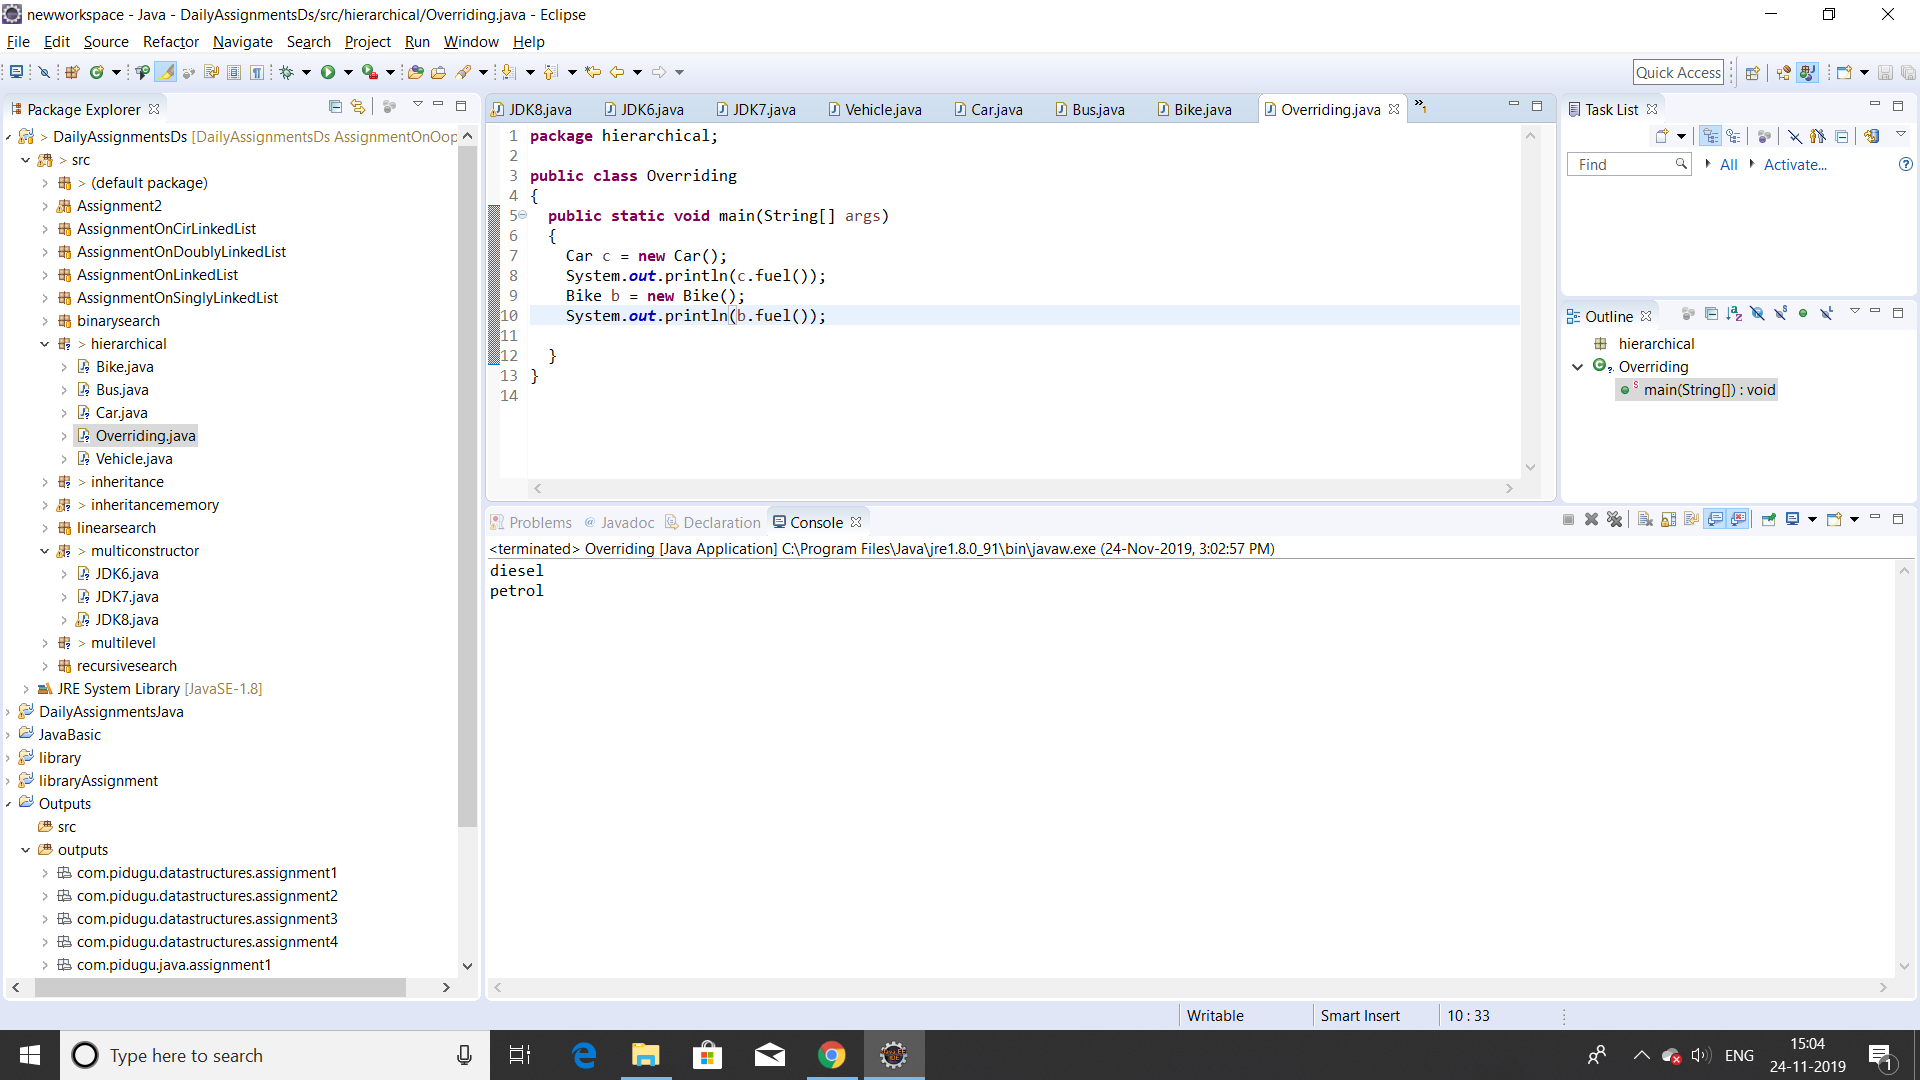 newworkspace - Java - DailyAssignmentsDs/src/hierarchical/Overriding.java - Eclipse
File Edit Source Refactor Navigate Search Project Run Window Help
Quick Access
Package Explorer
> DailyAssignmentsDs [DailyAssignmentsDs AssignmentOnOop
> src
> (default package)
Assignment2
AssignmentOnCirLinkedList
AssignmentOnDoublyLinkedList
AssignmentOnLinkedList
AssignmentOnSinglyLinkedList
binarysearch
> hierarchical
Bike.java
Bus.java
Car.java
Overriding.java
Vehicle.java
> inheritance
> inheritancememory
linearsearch
> multiconstructor
JDK6.java
JDK7.java
JDK8.java
> multilevel
recursivesearch
JRE System Library [JavaSE-1.8]
DailyAssignmentsJava
JavaBasic
library
libraryAssignment
Outputs
src
outputs
com.pidugu.datastructures.assignment1
com.pidugu.datastructures.assignment2
com.pidugu.datastructures.assignment3
com.pidugu.datastructures.assignment4
com.pidugu.java.assignment1
JDK8.java JDK6.java JDK7.java Vehicle.java Car.java Bus.java Bike.java Overriding.java »1
1 package hierarchical;
2
3 public class Overriding
4 {
5 public static void main(String[] args)
6 {
7 Car c = new Car();
8 System.out.println(c.fuel());
9 Bike b = new Bike();
10 System.out.println(b.fuel());
11
12 }
13 }
14
Task List
Find All Activate...
Outline
hierarchical
Overriding
main(String[]) : void
Problems @ Javadoc Declaration Console
<terminated> Overriding [Java Application] C:\Program Files\Java\jre1.8.0_91\bin\javaw.exe (24-Nov-2019, 3:02:57 PM)
diesel
petrol
Writable Smart Insert 10 : 33
Type here to search
ENG
15:04
24-11-2019
1